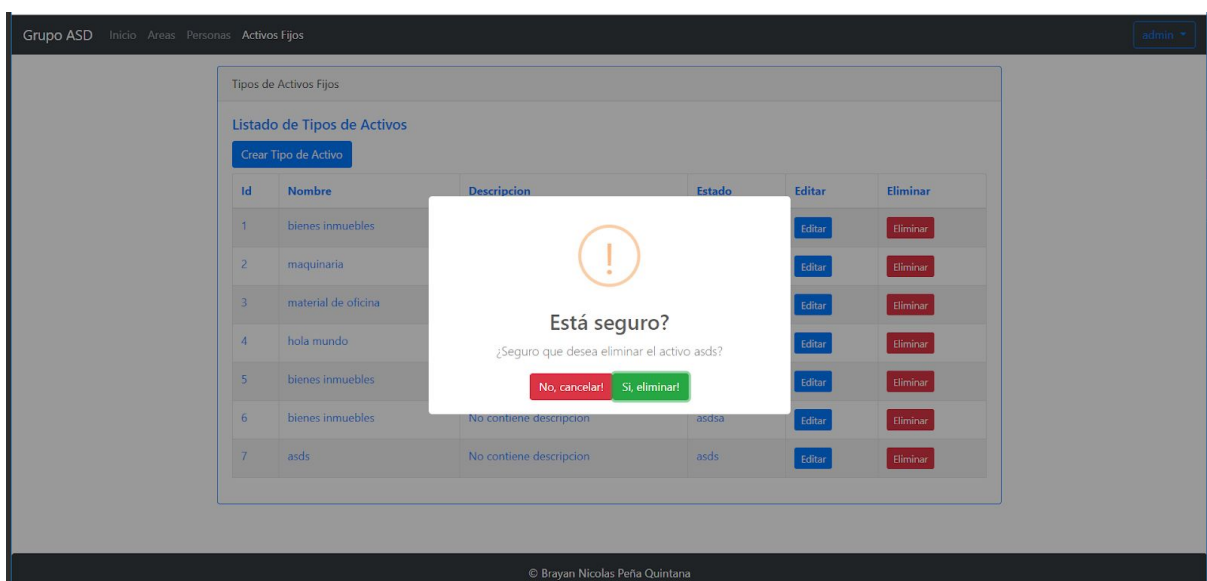 Grupo ASD Inicio Areas Personas Activos Fijos admin
Tipos de Activos Fijos
Listado de Tipos de Activos
Crear Tipo de Activo
Id Nombre Descripcion Estado Editar Eliminar
1 bienes inmuebles Editar Eliminar
2 maquinaria Editar Eliminar
3 material de oficina Editar Eliminar
4 hola mundo Editar Eliminar
5 bienes inmuebles Editar Eliminar
6 bienes inmuebles No contiene descripcion asdsa Editar Eliminar
7 asds No contiene descripcion asds Editar Eliminar
!
Está seguro?
¿Seguro que desea eliminar el activo asds?
No, cancelar! Si, eliminar!
© Brayan Nicolas Peña Quintana